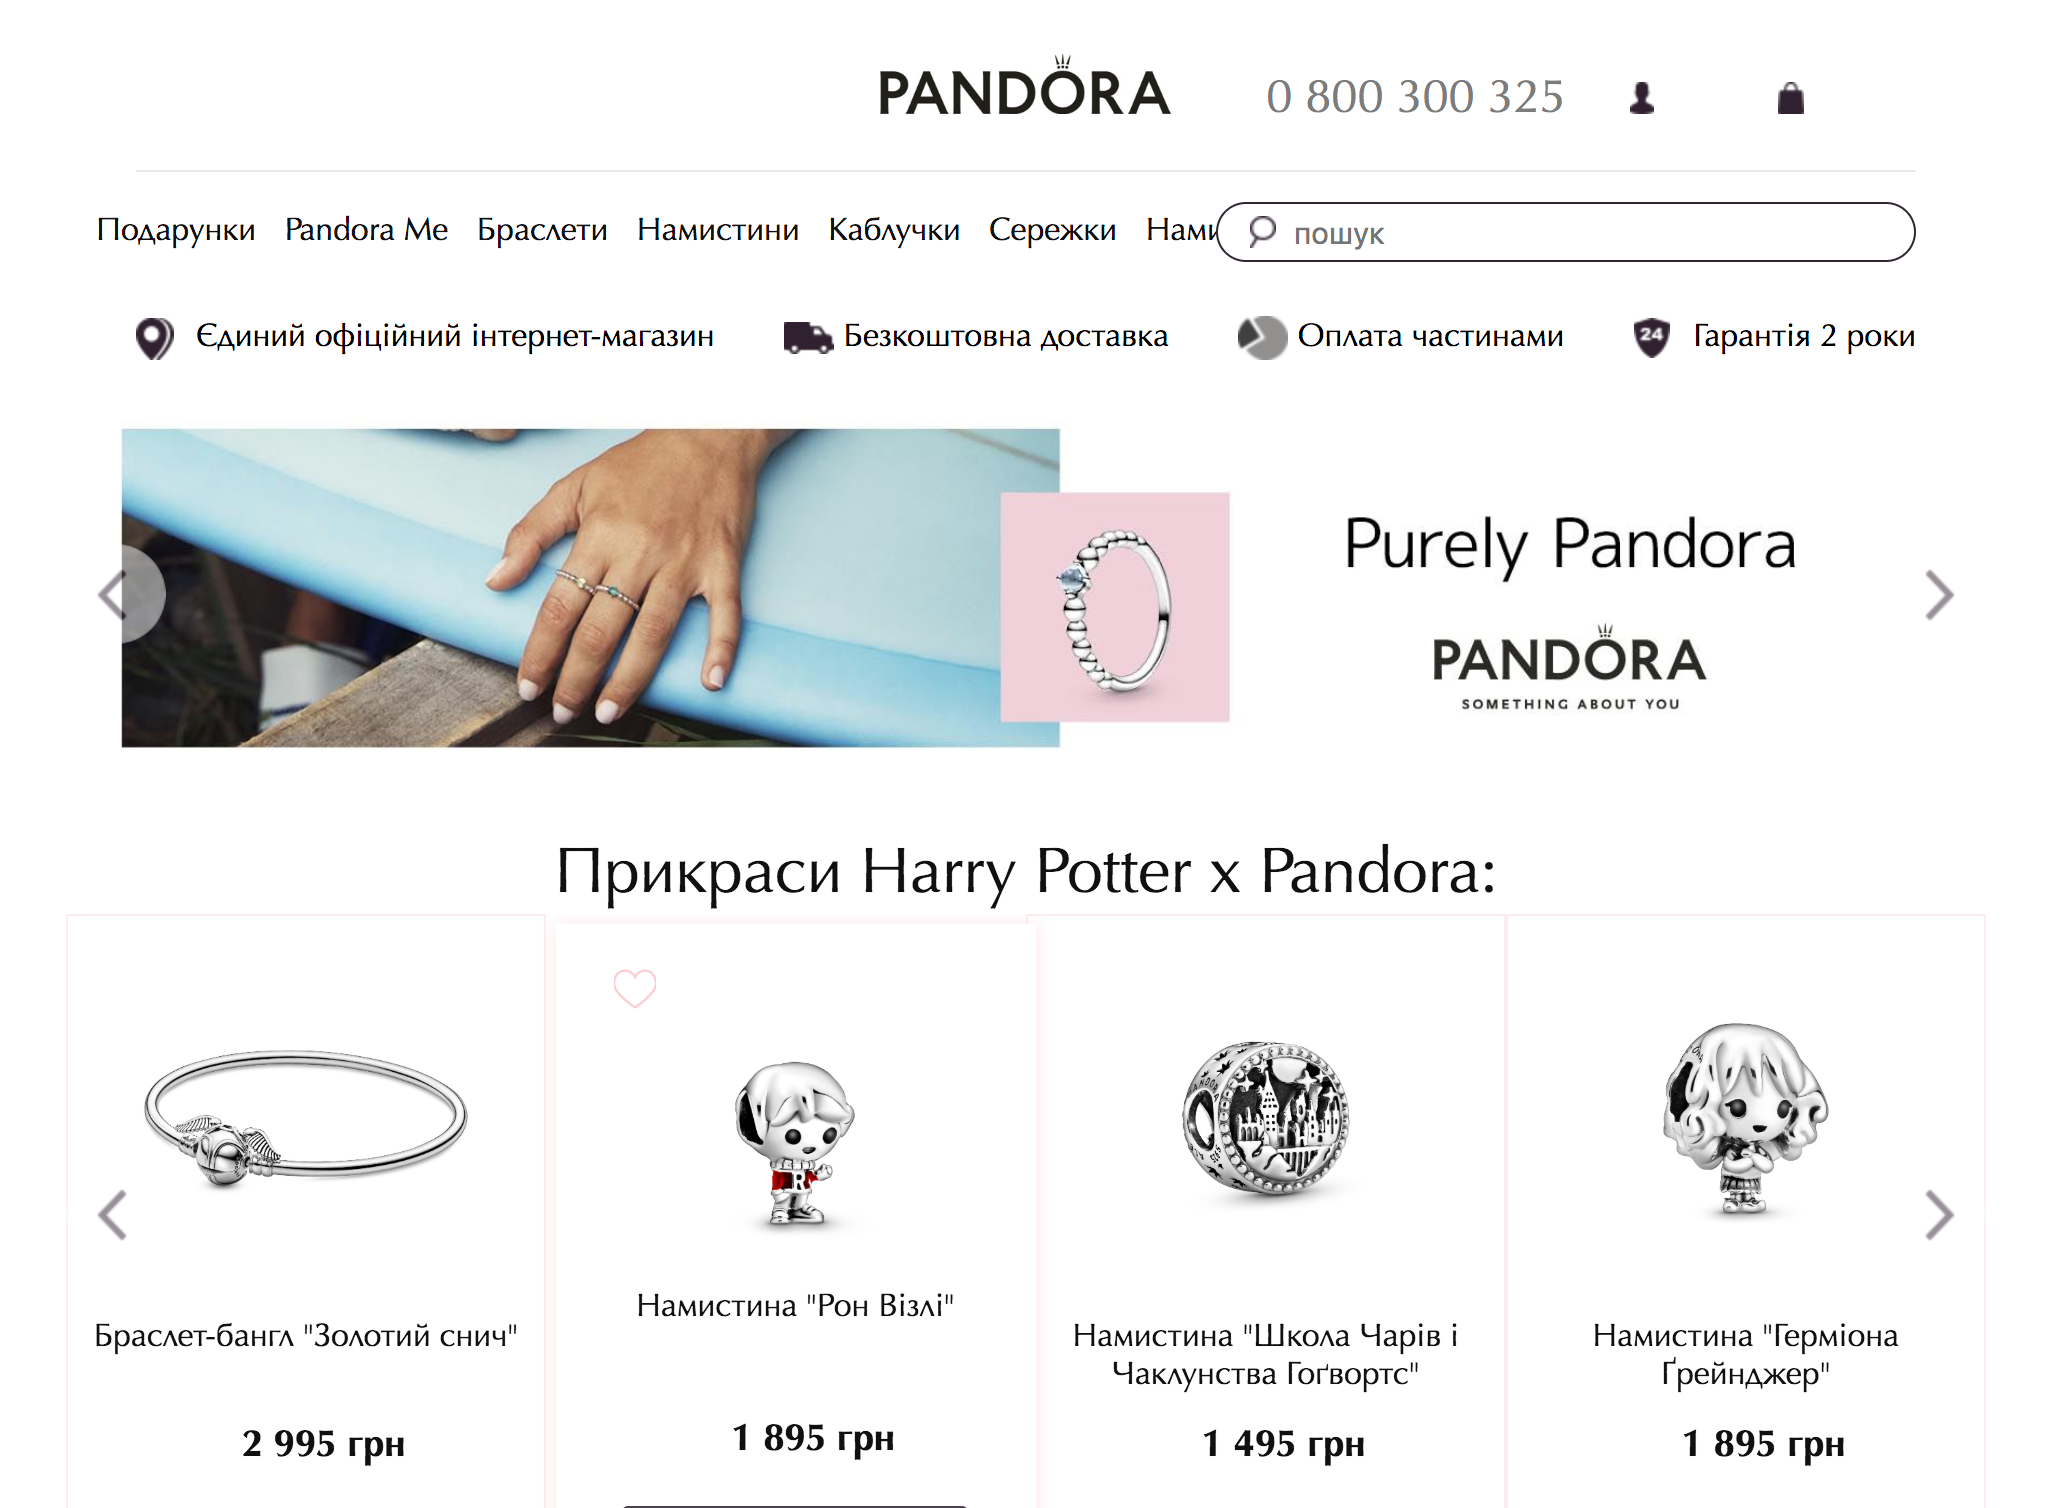 PANDORA
0 800 300 325
Подарунки Pandora Me Браслети Намистини Каблучки Сережки Нами
пошук
Єдиний офіційний інтернет-магазин
Безкоштовна доставка
Оплата частинами
24 Гарантія 2 роки
Purely Pandora
PANDORA
SOMETHING ABOUT YOU
Прикраси Harry Potter x Pandora:
Браслет-бангл "Золотий снич"
2 995 грн
R
Намистина "Рон Візлі"
1 895 грн
Намистина "Школа Чарів і
Чаклунства Гоґвортс"
1 495 грн
Намистина "Герміона
Ґрейнджер"
1 895 грн